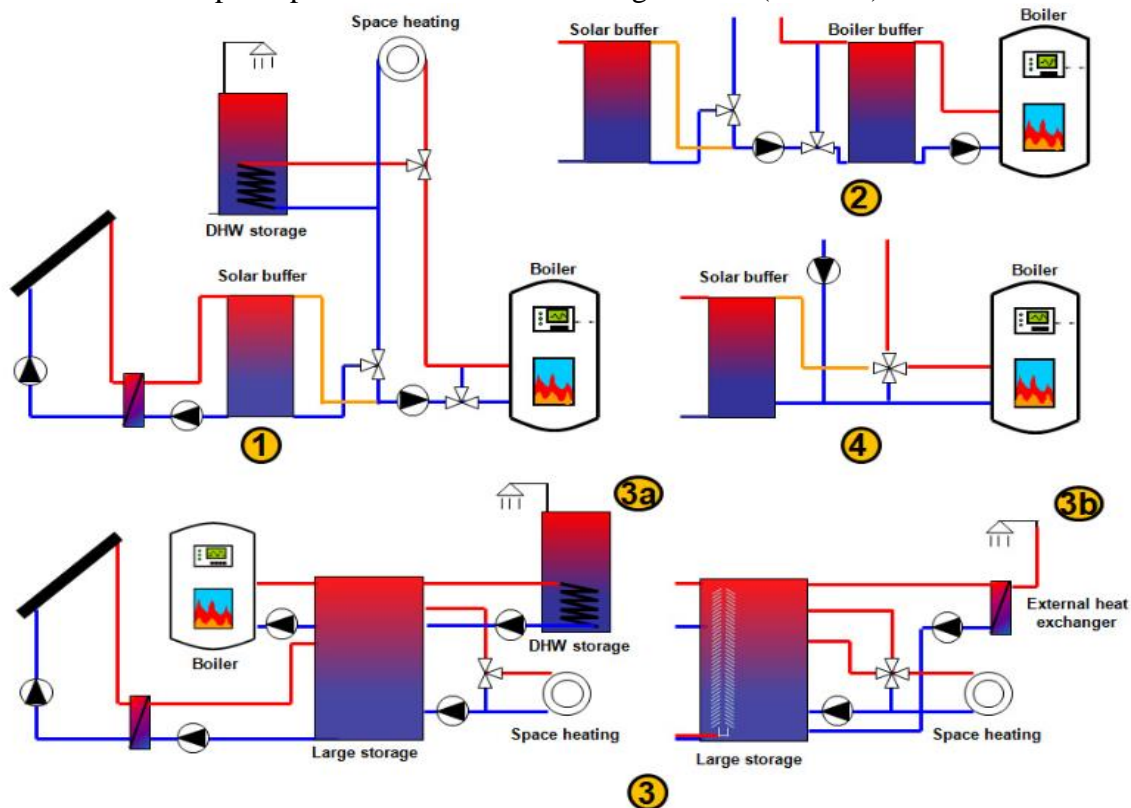 Space heating
Solar buffer
Boiler buffer
Boiler
2
DHW storage
Solar buffer
Boiler
1
Solar buffer
Boiler
4
3a
Boiler
DHW storage
Space heating
Large storage
3b
External heat
exchanger
Space heating
Large storage
3